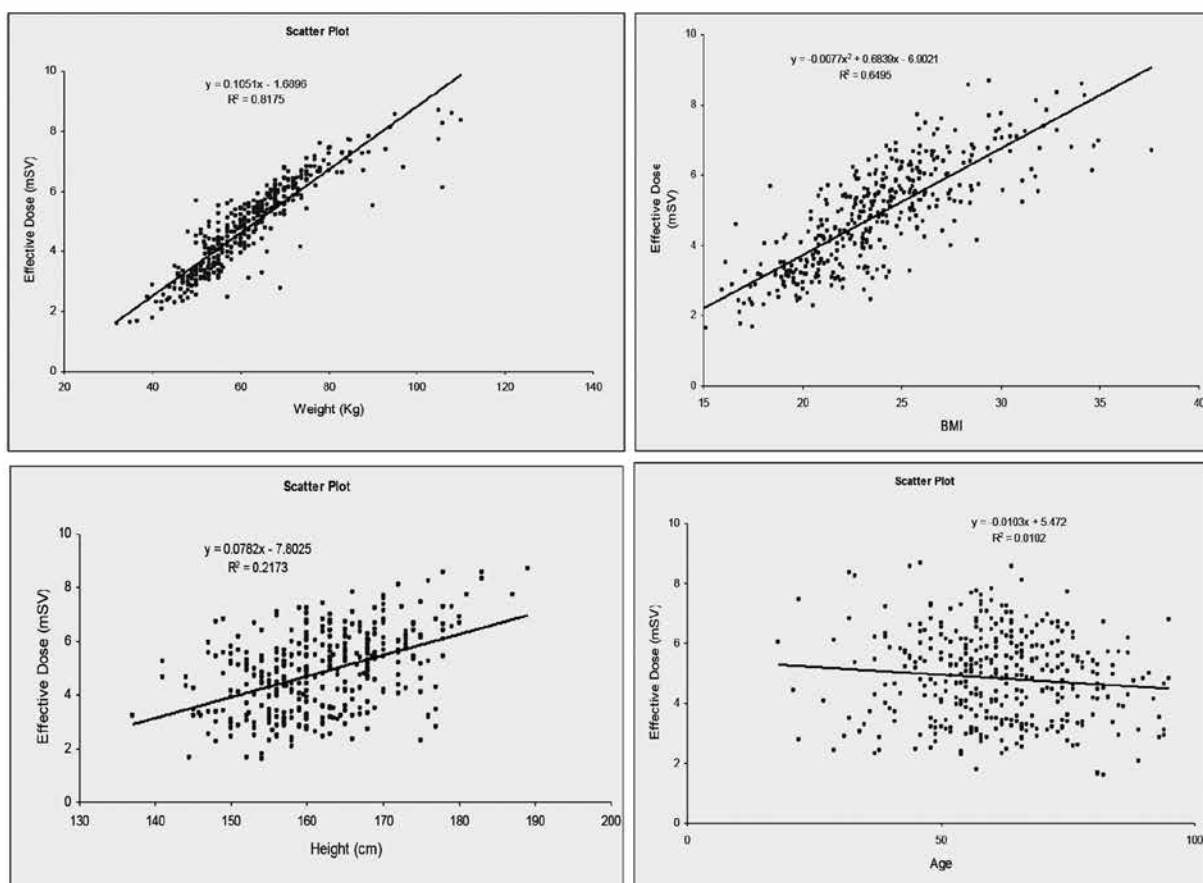 Scatter Plot
y = 0.1051x - 1.6896
R² = 0.8175
Effective Dose (mSV)
10
8
6
4
2
0
20 40 60 80 100 120 140
Weight (Kg)
y = -0.0077x² + 0.6839x - 6.0021
R² = 0.6495
Effective Dose
(mSV)
10
8
6
4
2
0
15 20 25 30 35 40
BMI
Scatter Plot
y = 0.0782x - 7.8025
R² = 0.2173
Effective Dose (mSV)
10
8
6
4
2
0
130 140 150 160 170 180 190 200
Height (cm)
Scatter Plot
y = -0.0103x + 5.472
R² = 0.0102
Effective Dose (mSV)
10
8
6
4
2
0
0 50 100
Age